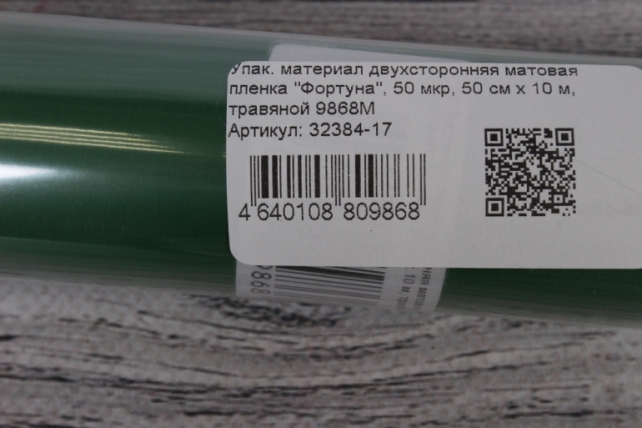 Упак. материал двухсторонняя матовая
пленка "Фортуна", 50 мкр, 50 см х 10 м,
травяной 9868М
Артикул: 32384-17
4 640108 809868